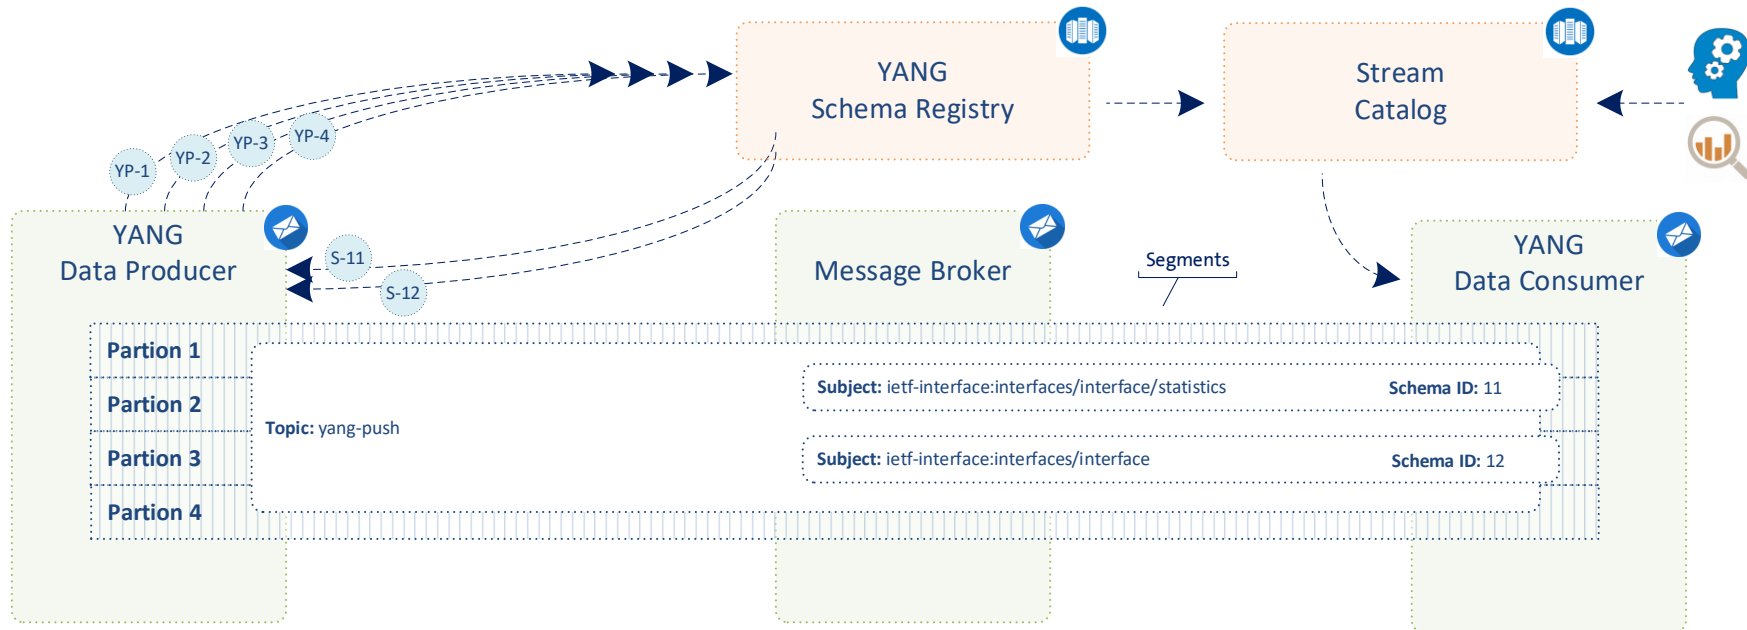 YANG
Schema Registry
Stream
Catalog
YP-1
YP-2
YP-3
YP-4
YANG
Data Producer
S-11
S-12
Message Broker
Segments
YANG
Data Consumer
Partion 1
Partion 2
Partion 3
Partion 4
Topic: yang-push
Subject: ietf-interface:interfaces/interface/statistics Schema ID: 11
Subject: ietf-interface:interfaces/interface Schema ID: 12